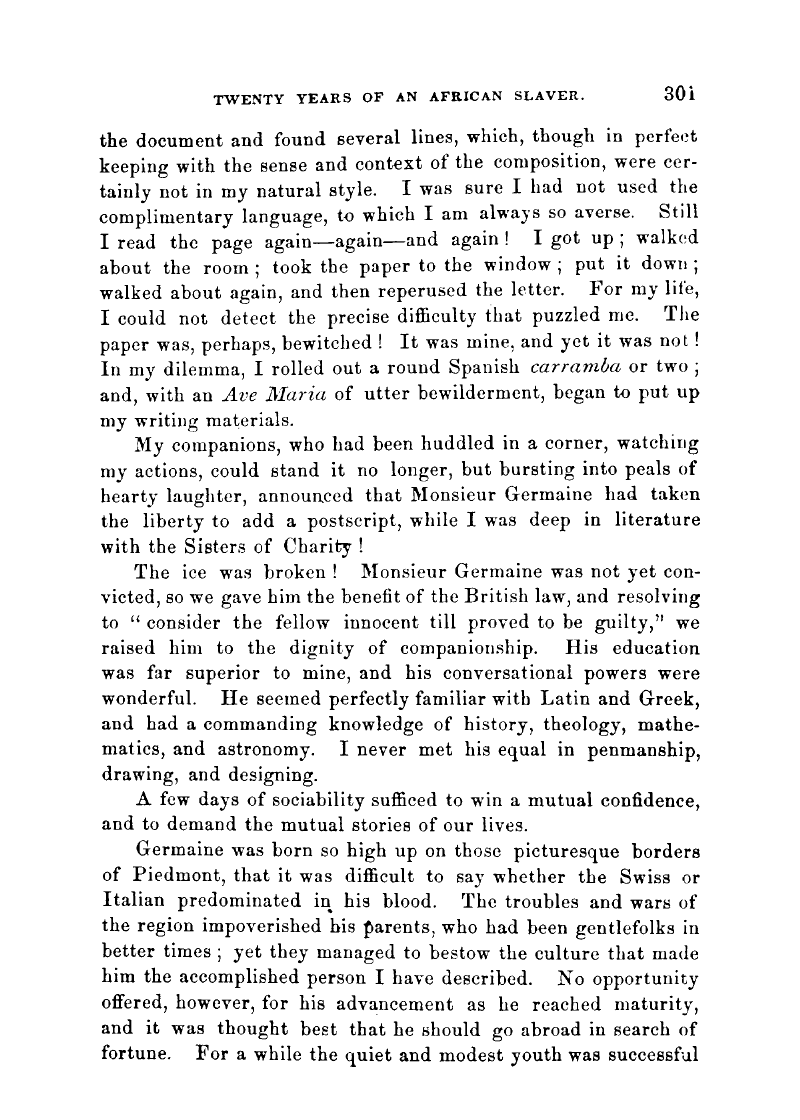 TWENTY YEARS OF AN AFRICAN SLAVER. 301
the document and found several lines, which, though in perfect
keeping with the sense and context of the composition, were cer-
tainly not in my natural style. I was sure I had not used the
complimentary language, to which I am always so averse. Still
I read the page again—again—and again! I got up; walked
about the room; took the paper to the window; put it down;
walked about again, and then reperused the letter. For my life,
I could not detect the precise difficulty that puzzled me. The
paper was, perhaps, bewitched! It was mine, and yet it was not!
In my dilemma, I rolled out a round Spanish carramba or two;
and, with an Ave Maria of utter bewilderment, began to put up
my writing materials.
My companions, who had been huddled in a corner, watching
my actions, could stand it no longer, but bursting into peals of
hearty laughter, announced that Monsieur Germaine had taken
the liberty to add a postscript, while I was deep in literature
with the Sisters of Charity!
The ice was broken! Monsieur Germaine was not yet con-
victed, so we gave him the benefit of the British law, and resolving
to "consider the fellow innocent till proved to be guilty," we
raised him to the dignity of companionship. His education
was far superior to mine, and his conversational powers were
wonderful. He seemed perfectly familiar with Latin and Greek,
and had a commanding knowledge of history, theology, mathe-
matics, and astronomy. I never met his equal in penmanship,
drawing, and designing.
A few days of sociability sufficed to win a mutual confidence,
and to demand the mutual stories of our lives.
Germaine was born so high up on those picturesque borders
of Piedmont, that it was difficult to say whether the Swiss or
Italian predominated in his blood. The troubles and wars of
the region impoverished his parents, who had been gentlefolks in
better times; yet they managed to bestow the culture that made
him the accomplished person I have described. No opportunity
offered, however, for his advancement as he reached maturity,
and it was thought best that he should go abroad in search of
fortune. For a while the quiet and modest youth was successful